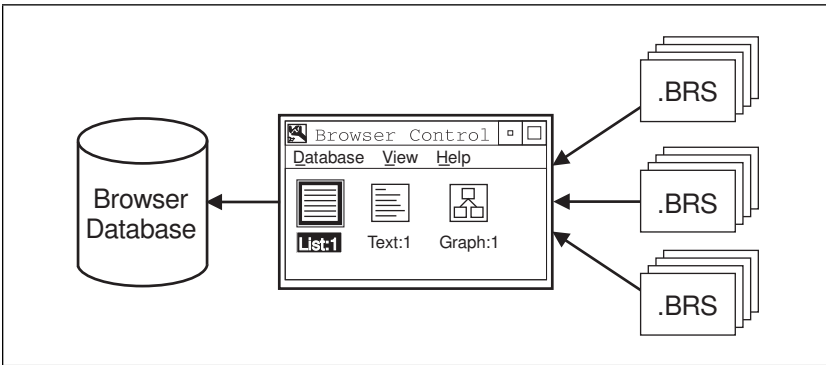 .BRS
Browser Control
Database View Help
Browser
Database
List:1 Text:1 Graph:1
.BRS
.BRS